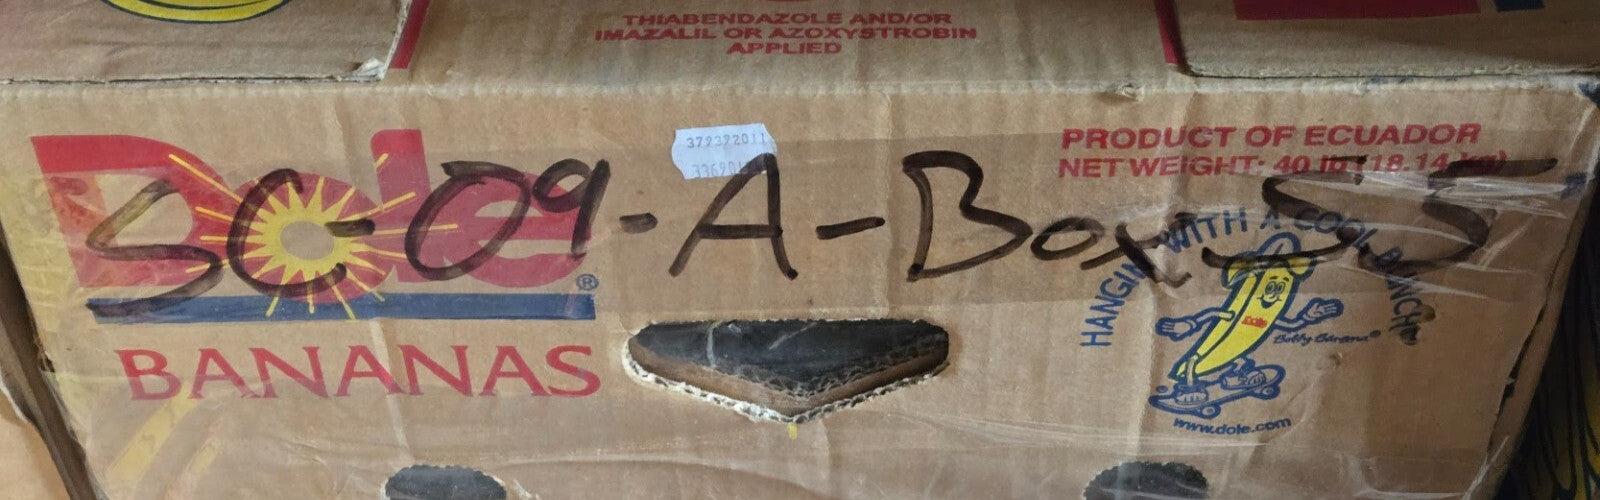 THIABENDAZOLE AND/OR
IMAZALIL OR AZOXYSTROBIN
APPLIED
Dole®
BANANAS
379392011
SC-09-A-Box 55
PRODUCT OF ECUADOR
NET WEIGHT: 40 lb (18.14 kg)
HANGIN' WITH A COOL BUNCH
Dole
Bobby Banana®
www.dole.com